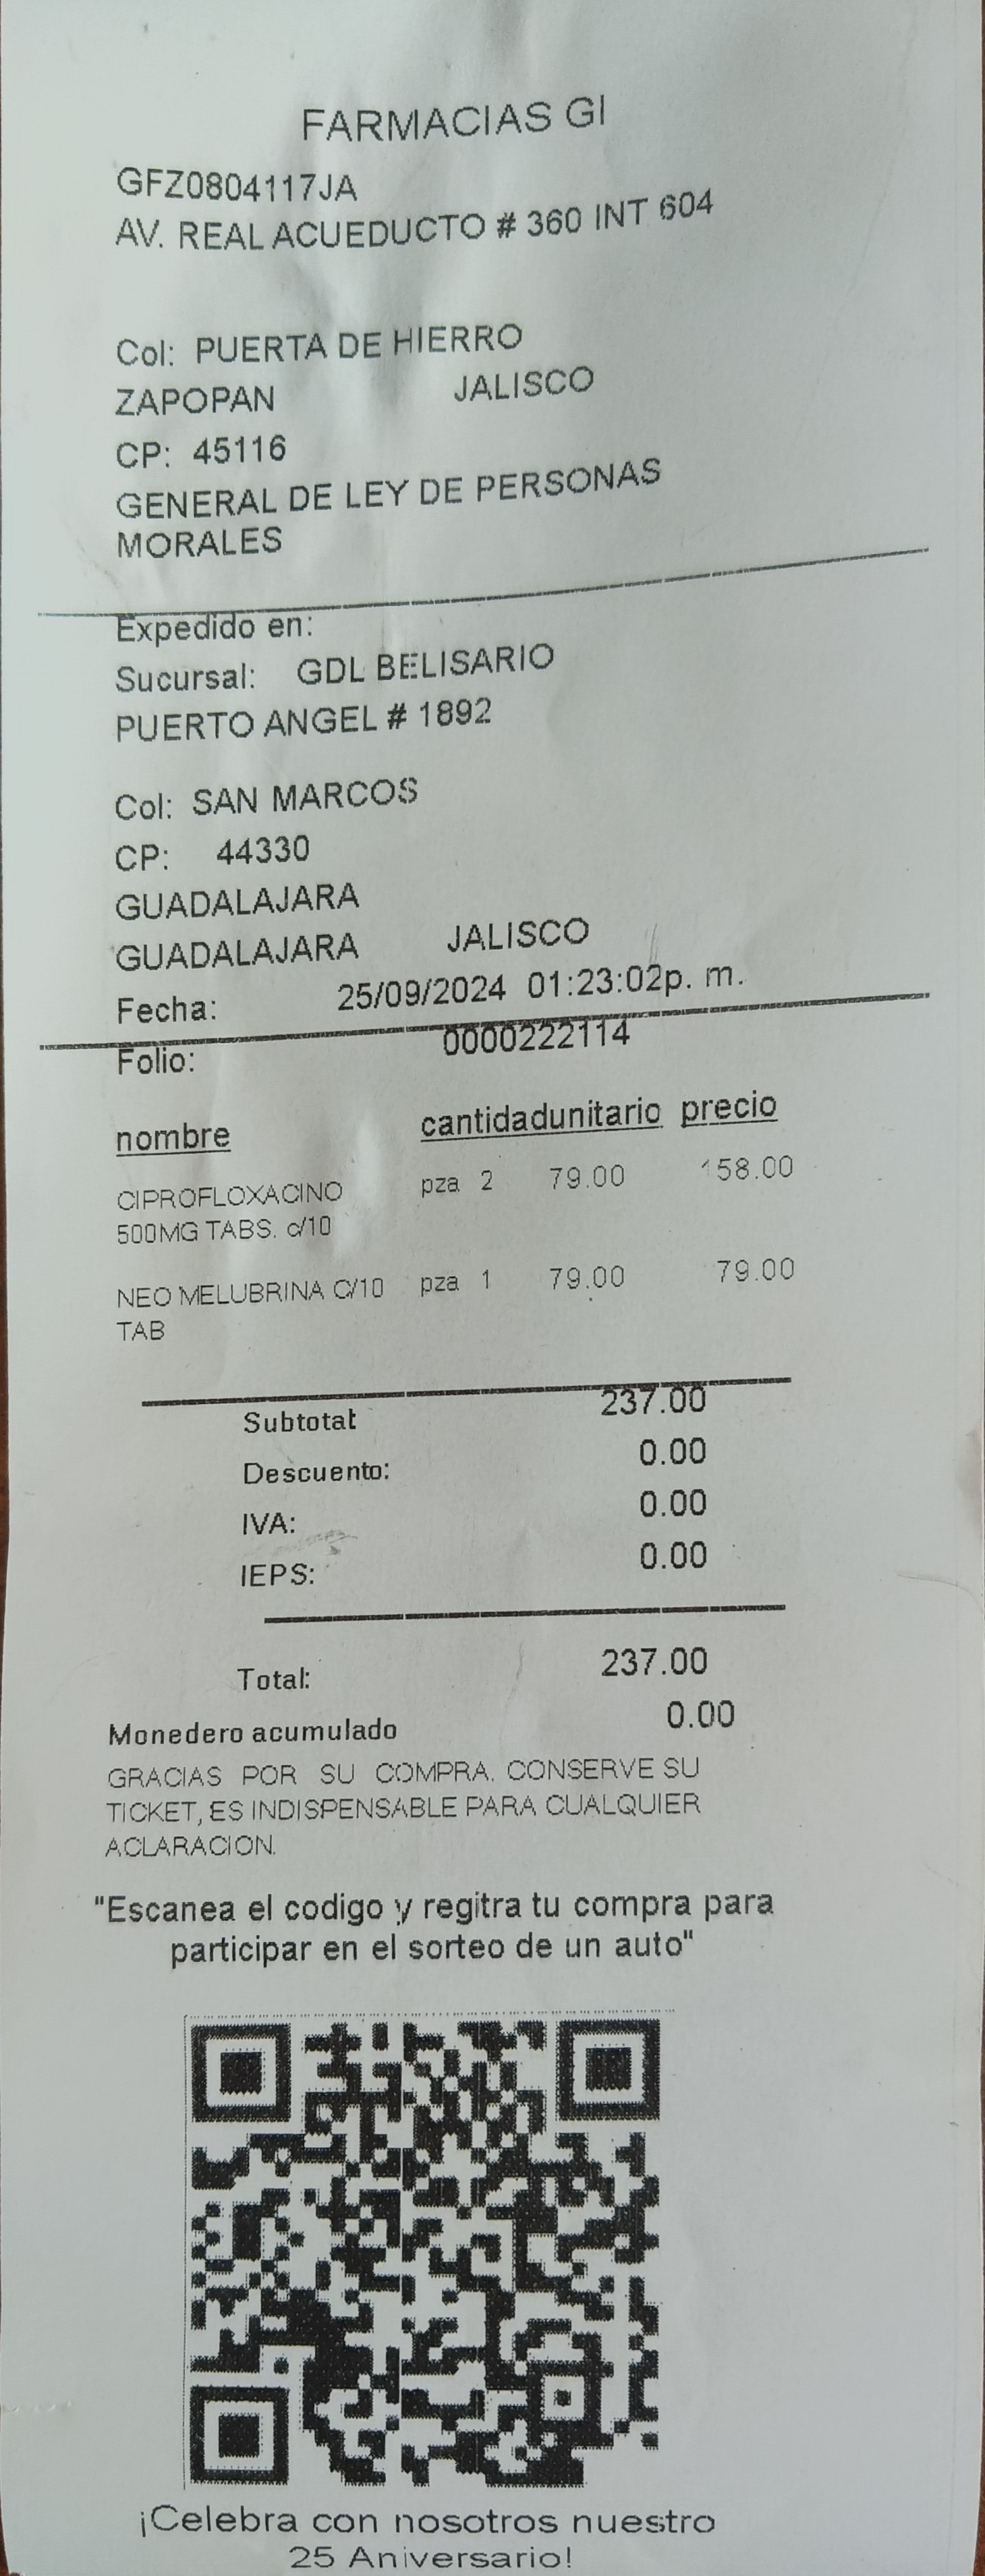 FARMACIAS GI
GFZ0804117JA
AV. REAL ACUEDUCTO # 360 INT 604
Col: PUERTA DE HIERRO
ZAPOPAN JALISCO
CP: 45116
GENERAL DE LEY DE PERSONAS
MORALES
Expedido en:
Sucursal: GDL BELISARIO
PUERTO ANGEL # 1892
Col: SAN MARCOS
CP: 44330
GUADALAJARA
GUADALAJARA JALISCO
Fecha: 25/09/2024 01:23:02p. m.
Folio: 0000222114
nombre cantidadunitario precio
CIPROFLOXACINO pza 2 79.00 158.00
500MG TABS. c/10
NEO MELUBRINA C/10 pza 1 79.00 79.00
TAB
Subtotal: 237.00
Descuento: 0.00
IVA: 0.00
IEPS: 0.00
Total: 237.00
Monedero acumulado 0.00
GRACIAS POR SU COMPRA. CONSERVE SU
TICKET, ES INDISPENSABLE PARA CUALQUIER
ACLARACION.
"Escanea el codigo y regitra tu compra para
participar en el sorteo de un auto"
¡Celebra con nosotros nuestro
25 Aniversario!